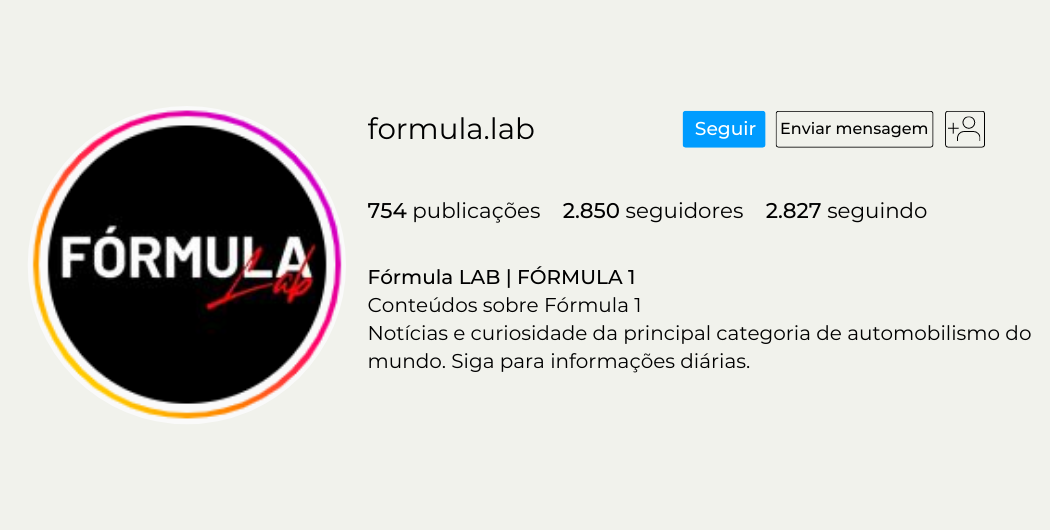 FÓRMULA
Lab
formula.lab
Seguir
Enviar mensagem
754 publicações 2.850 seguidores 2.827 seguindo
Fórmula LAB | FÓRMULA 1
Conteúdos sobre Fórmula 1
Notícias e curiosidade da principal categoria de automobilismo do
mundo. Siga para informações diárias.